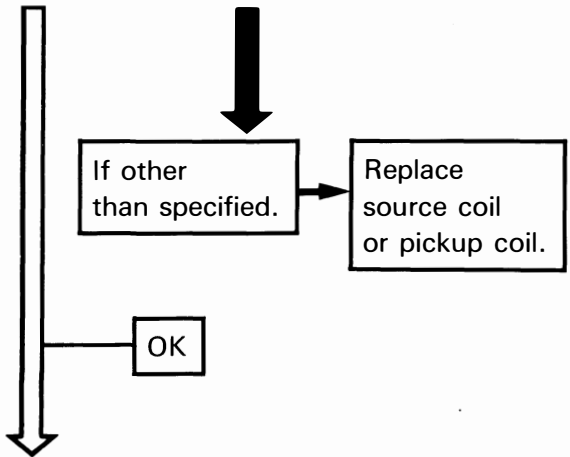 If other
than specified.
Replace
source coil
or pickup coil.
OK